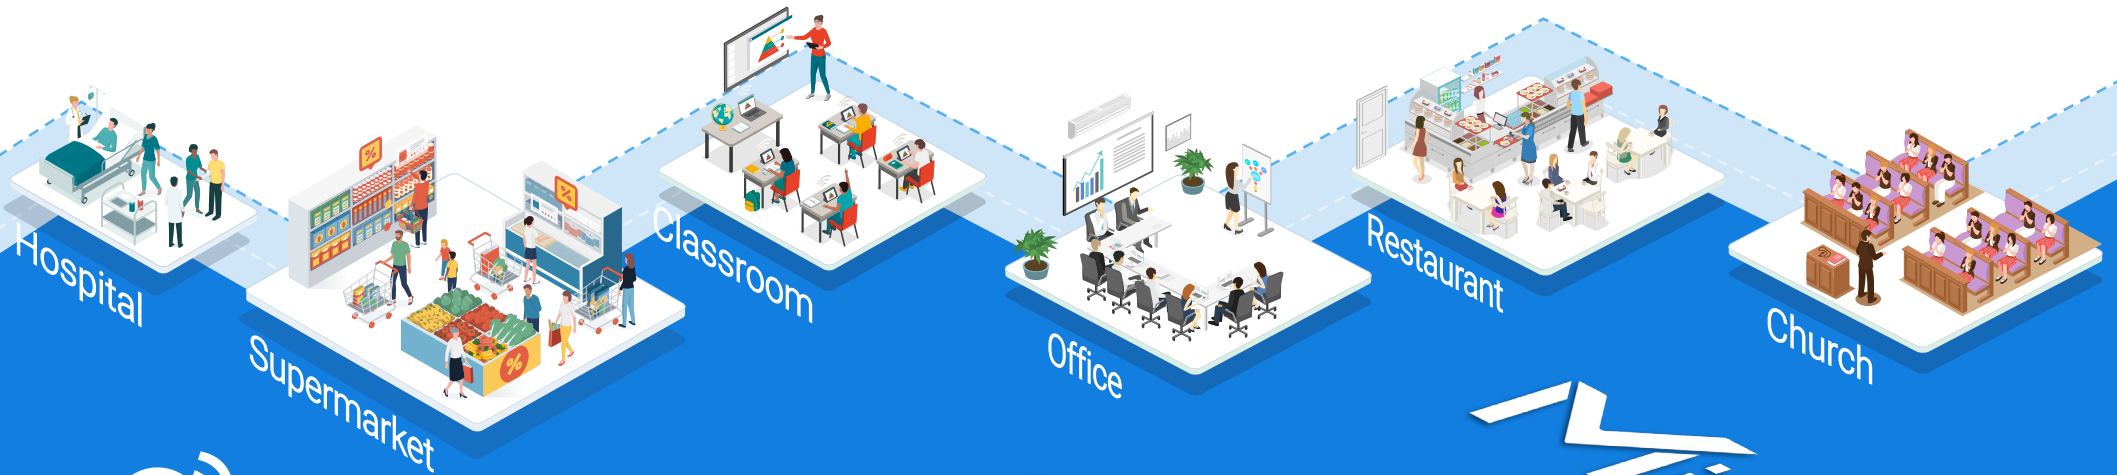 Hospital
Supermarket
Classroom
Office
Restaurant
Church